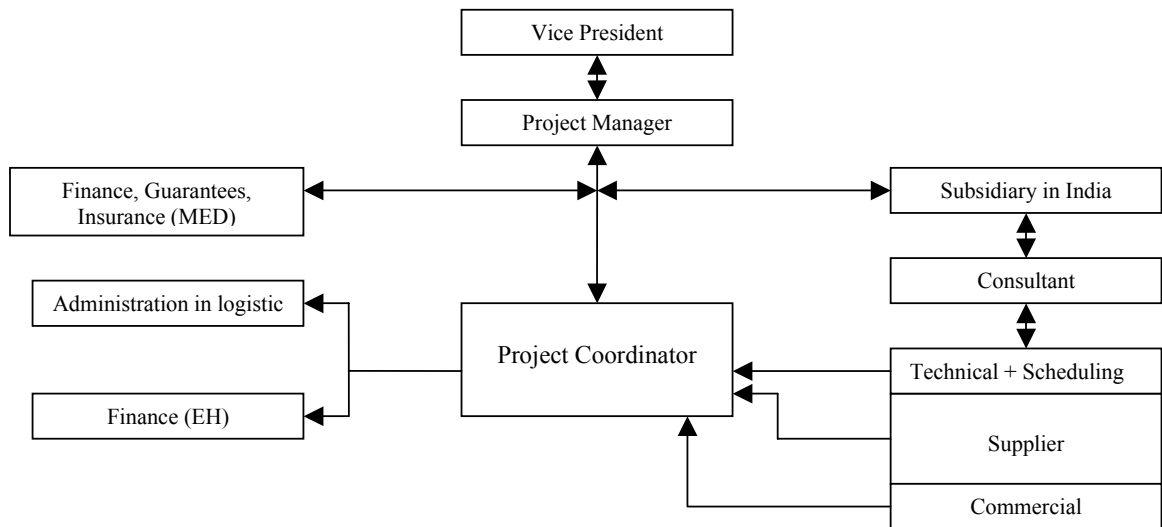 Vice President
Project Manager
Finance, Guarantees,
Insurance (MED)
Subsidiary in India
Administration in logistic
Consultant
Project Coordinator
Technical + Scheduling
Finance (EH)
Supplier
Commercial